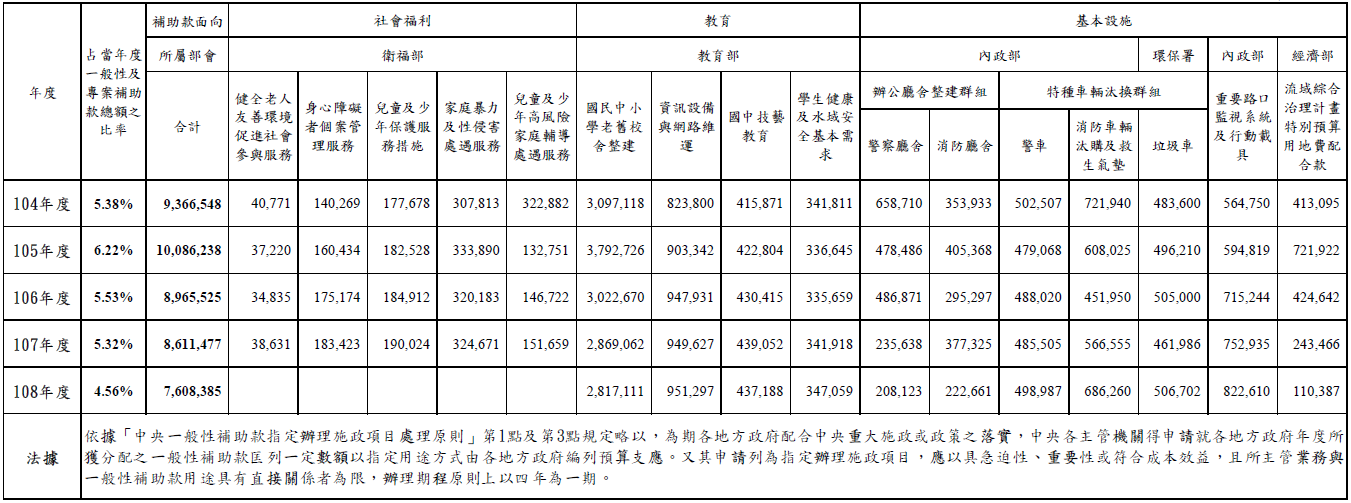 年度 占當年度一般性及專案補助款總額之比率 補助款面向 社會福利 教育 基本設施
所屬部會 衛福部 教育部 內政部 環保署 內政部 經濟部
合計 健全老人友善環境促進社會參與服務 身心障礙者個案管理服務 兒童及少年保護服務措施 家庭暴力及性侵害處遇服務 兒童及少年高風險家庭輔導處遇服務 國民中小學老舊校舍整建 資訊設備與網路維運 國中技藝教育 學生健康及水域安全基本需求 辦公廳舍整建群組 特種車輛汰換群組 重要路口監視系統及行動載具 流域綜合治理計畫特別預算用地費配合款
警察廳舍 消防廳舍 警車 消防車輛汰購及救生氣墊 垃圾車
104年度 5.38% 9,366,548 40,771 140,269 177,678 307,813 322,882 3,097,118 823,800 415,871 341,811 658,710 353,933 502,507 721,940 483,600 564,750 413,095
105年度 6.22% 10,086,238 37,220 160,434 182,528 333,890 132,751 3,792,726 903,342 422,804 336,645 478,486 405,368 479,068 608,025 496,210 594,819 721,922
106年度 5.53% 8,965,525 34,835 175,174 184,912 320,183 146,722 3,022,670 947,931 430,415 335,659 486,871 295,297 488,020 451,950 505,000 715,244 424,642
107年度 5.32% 8,611,477 38,631 183,423 190,024 324,671 151,659 2,869,062 949,627 439,052 341,918 235,638 377,325 485,505 566,555 461,986 752,935 243,466
108年度 4.56% 7,608,385 2,817,111 951,297 437,188 347,059 208,123 222,661 498,987 686,260 506,702 822,610 110,387
法據 依據「中央一般性補助款指定辦理施政項目處理原則」第1點及第3點規定略以，為期各地方政府配合中央重大施政或政策之落實，中央各主管機關得申請就各地方政府年度所
獲分配之一般性補助款匡列一定數額以指定用途方式由各地方政府編列預算支應。又其申請列為指定辦理施政項目，應以具急迫性、重要性或符合成本效益，且所主管業務與
一般性補助款用途具有直接關係者為限，辦理期程原則上以四年為一期。